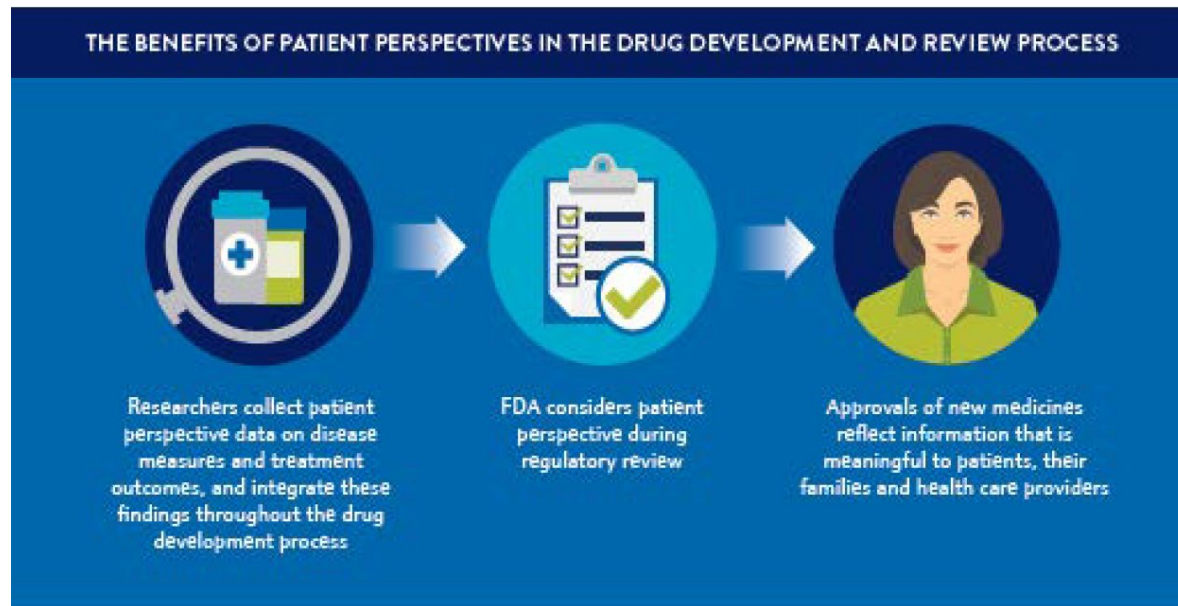 THE BENEFITS OF PATIENT PERSPECTIVES IN THE DRUG DEVELOPMENT AND REVIEW PROCESS
Researchers collect patient
perspective data on disease
measures and treatment
outcomes, and integrate these
findings throughout the drug
development process
FDA considers patient
perspective during
regulatory review
Approvals of new medicines
reflect information that is
meaningful to patients, their
families and health care providers